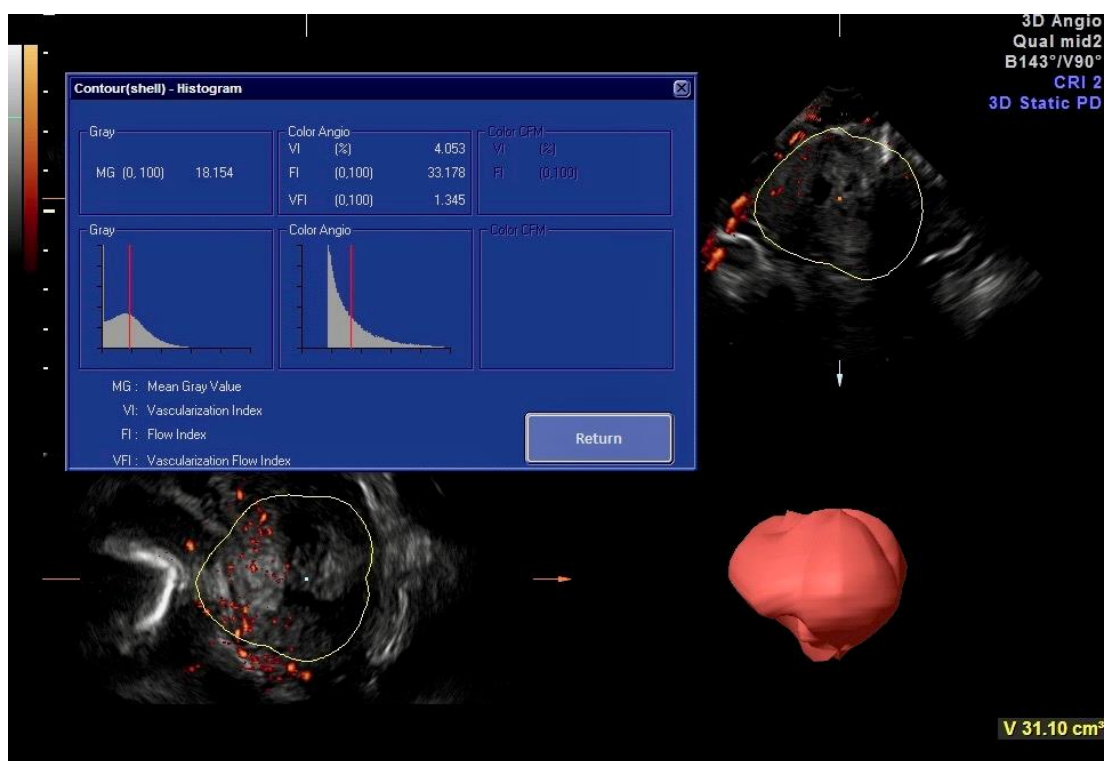 3D Angio
Qual mid2
B143°/V90°
CRI 2
3D Static PD
Contour(shell) - Histogram
Gray
MG (0, 100) 18.154
Color Angio
VI (%) 4.053
FI (0,100) 33.178
VFI (0,100) 1.345
Color CFM
VI (%)
FI (0,100)
Gray
Color Angio
Color CFM
MG : Mean Gray Value
VI: Vascularization Index
FI : Flow Index
VFI : Vascularization Flow Index
Return
V 31.10 cm³